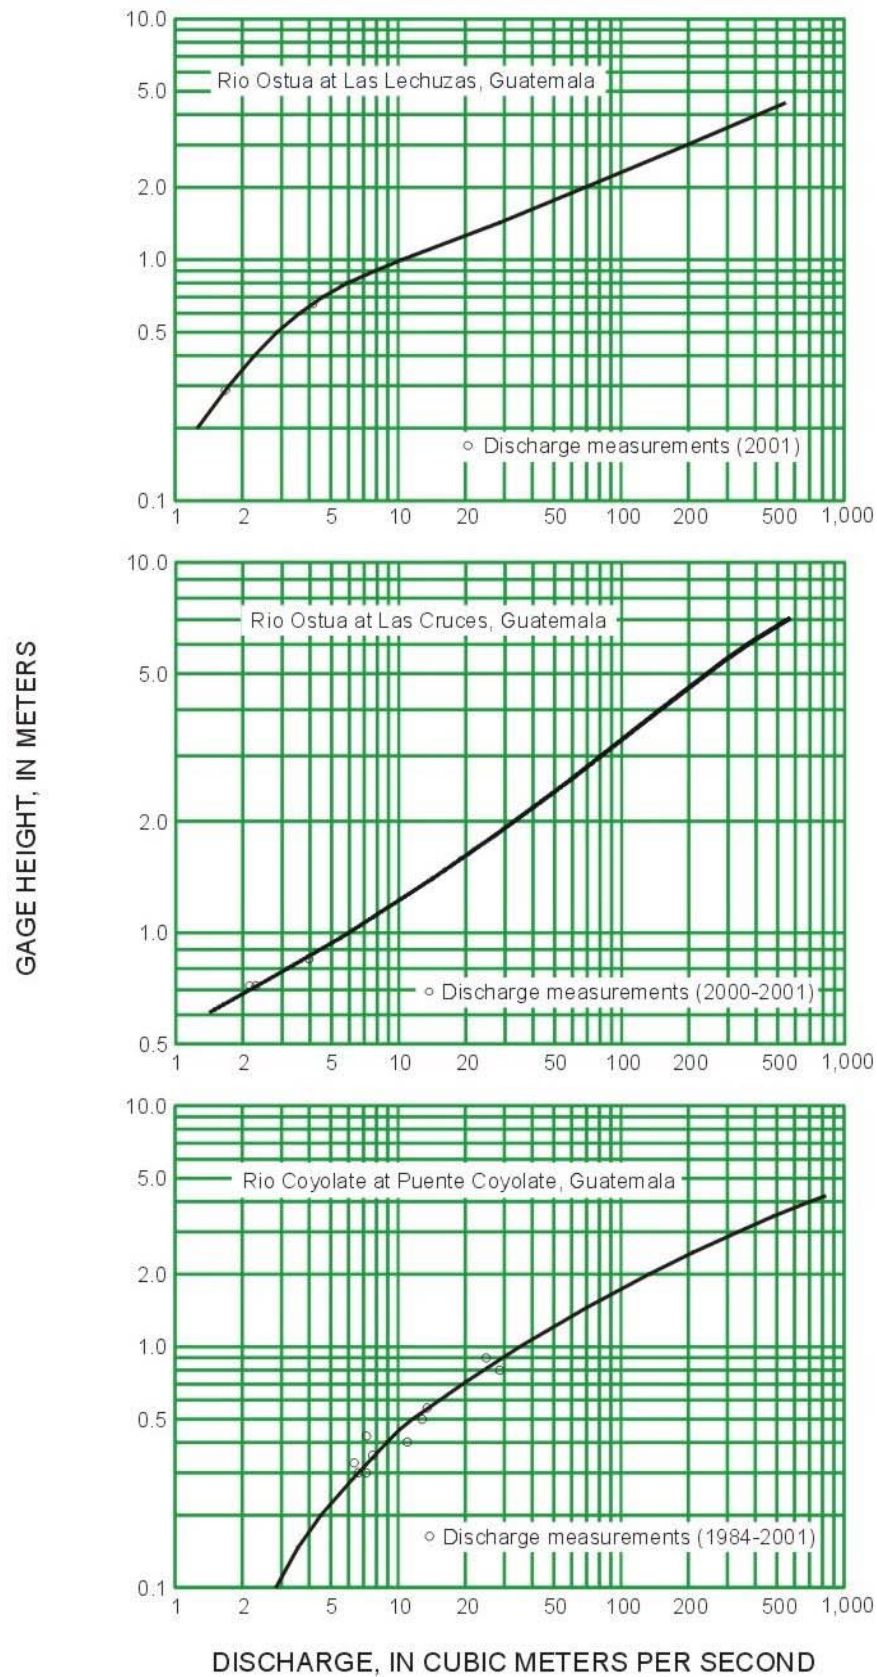 GAGE HEIGHT, IN METERS
10.0
Rio Ostua at Las Lechuzas, Guatemala
5.0
2.0
1.0
0.5
○ Discharge measurements (2001)
0.1
1 2 5 10 20 50 100 200 500 1,000
10.0
Rio Ostua at Las Cruces, Guatemala
5.0
2.0
1.0
○ Discharge measurements (2000-2001)
0.5
1 2 5 10 20 50 100 200 500 1,000
10.0
5.0
Rio Coyolate at Puente Coyolate, Guatemala
2.0
1.0
0.5
○ Discharge measurements (1984-2001)
0.1
1 2 5 10 20 50 100 200 500 1,000
DISCHARGE, IN CUBIC METERS PER SECOND